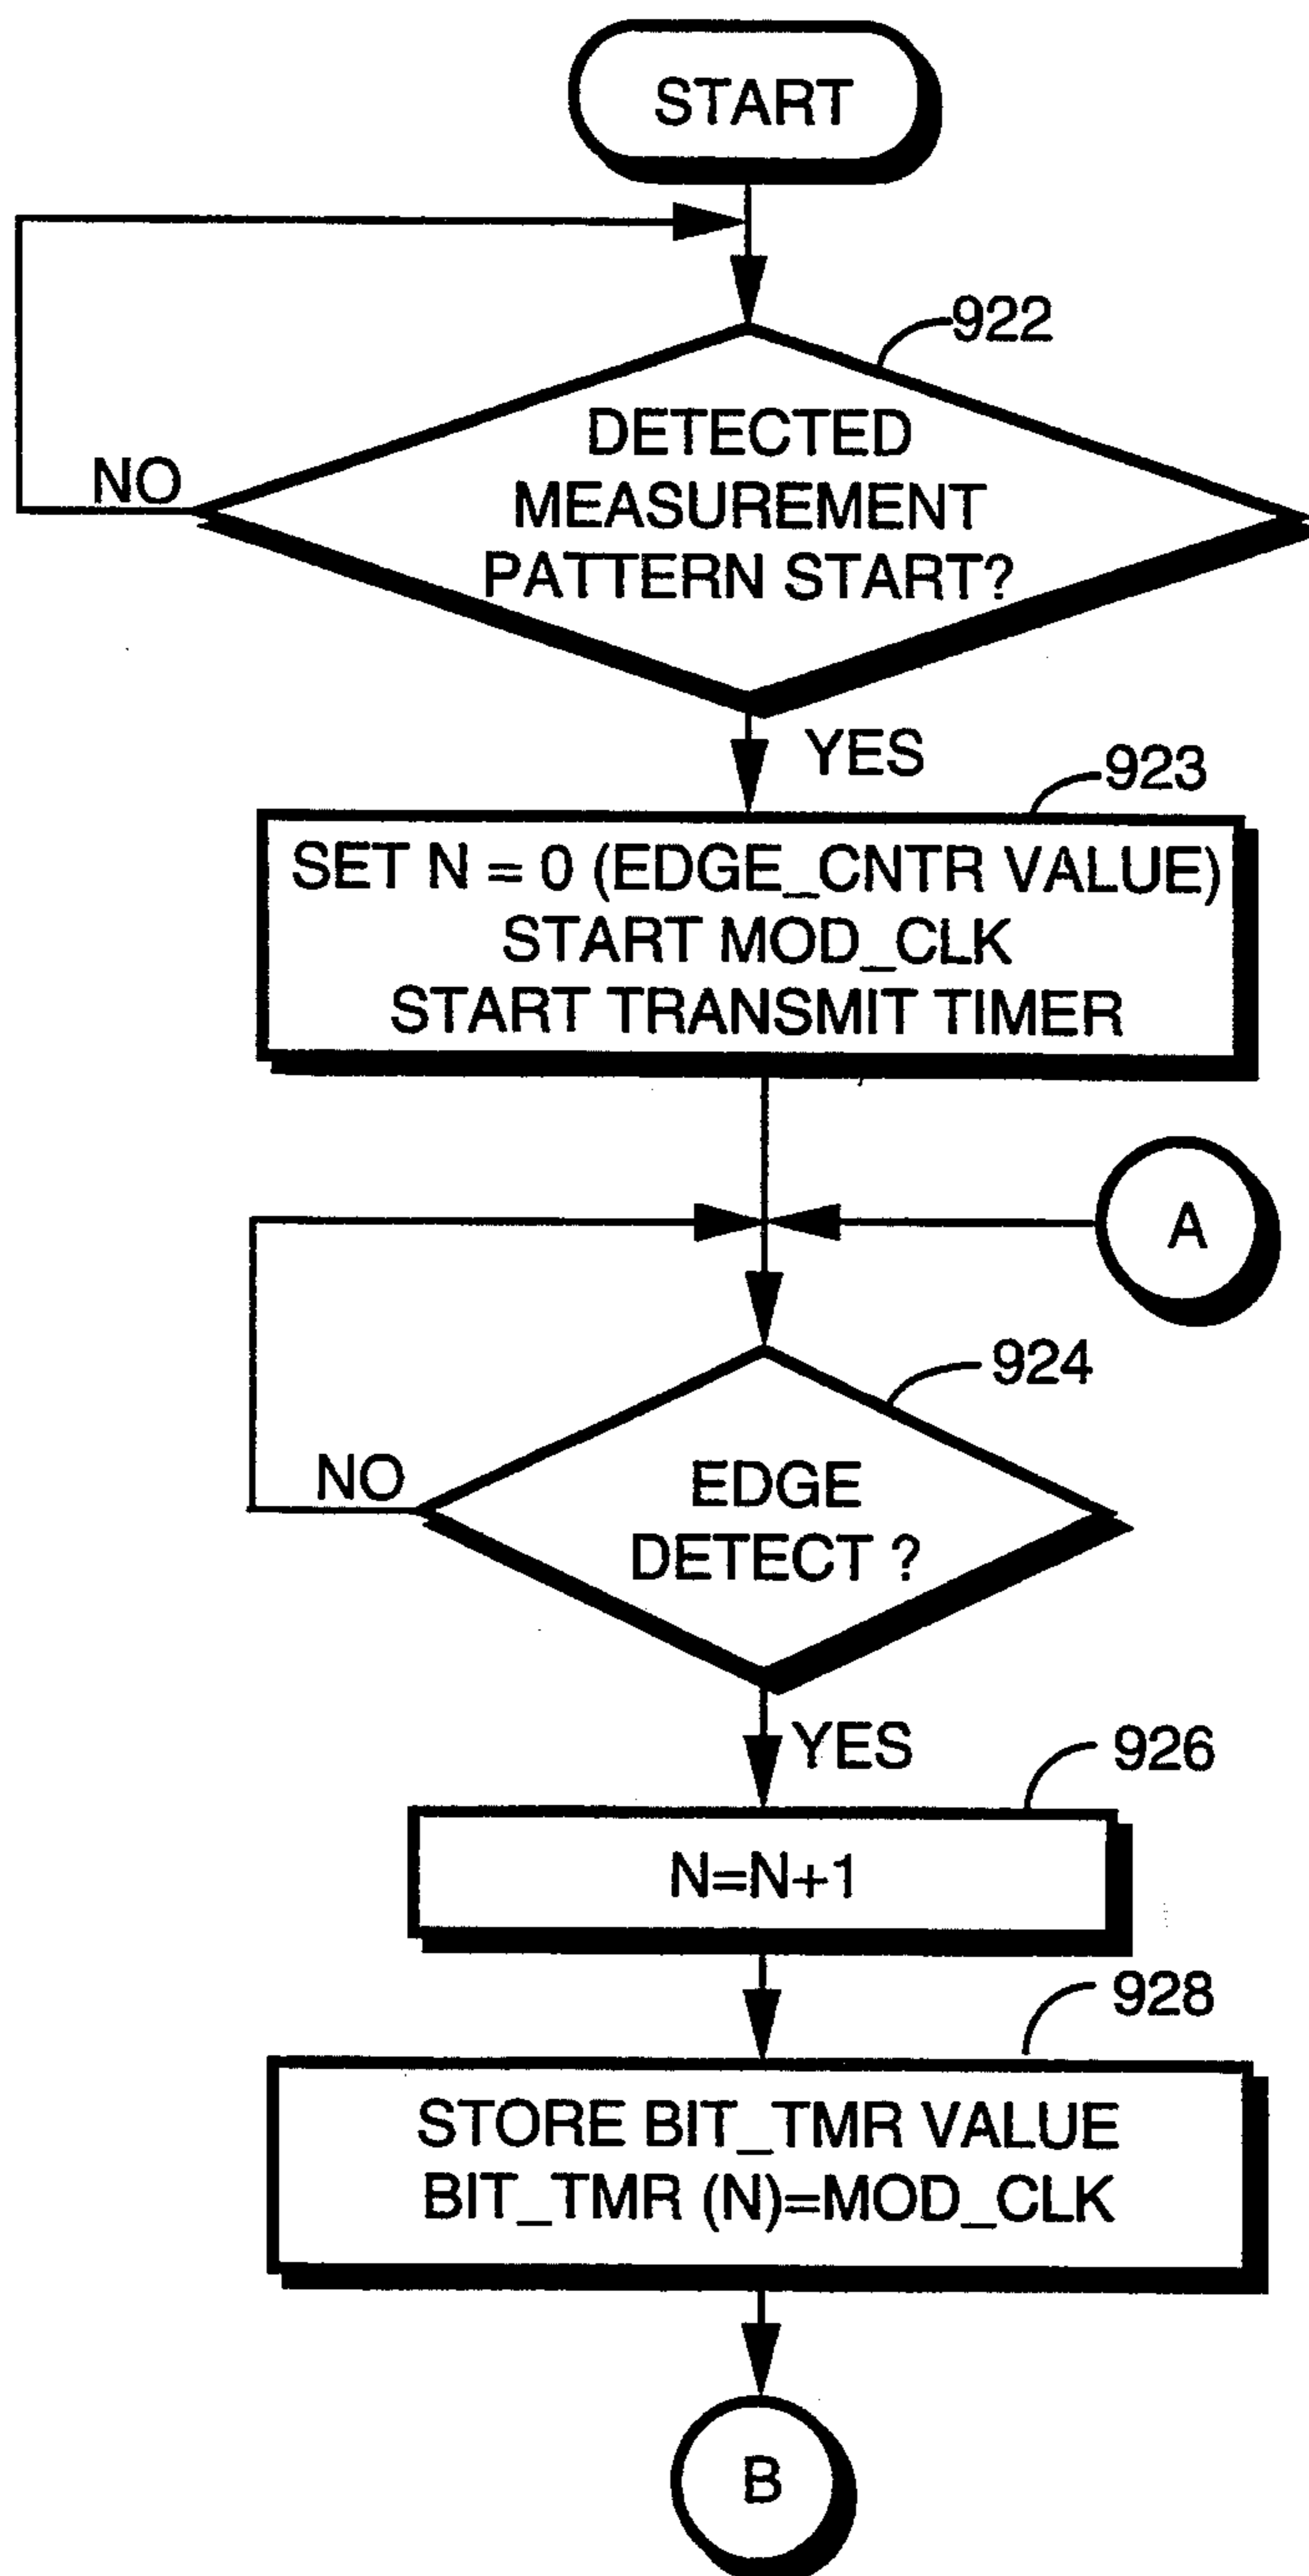 START
922
DETECTED
MEASUREMENT
PATTERN START?
NO
YES
923
SET N = 0 (EDGE_CNTR VALUE)
START MOD_CLK
START TRANSMIT TIMER
A
924
EDGE
DETECT ?
NO
YES
926
N=N+1
928
STORE BIT_TMR VALUE
BIT_TMR (N)=MOD_CLK
B